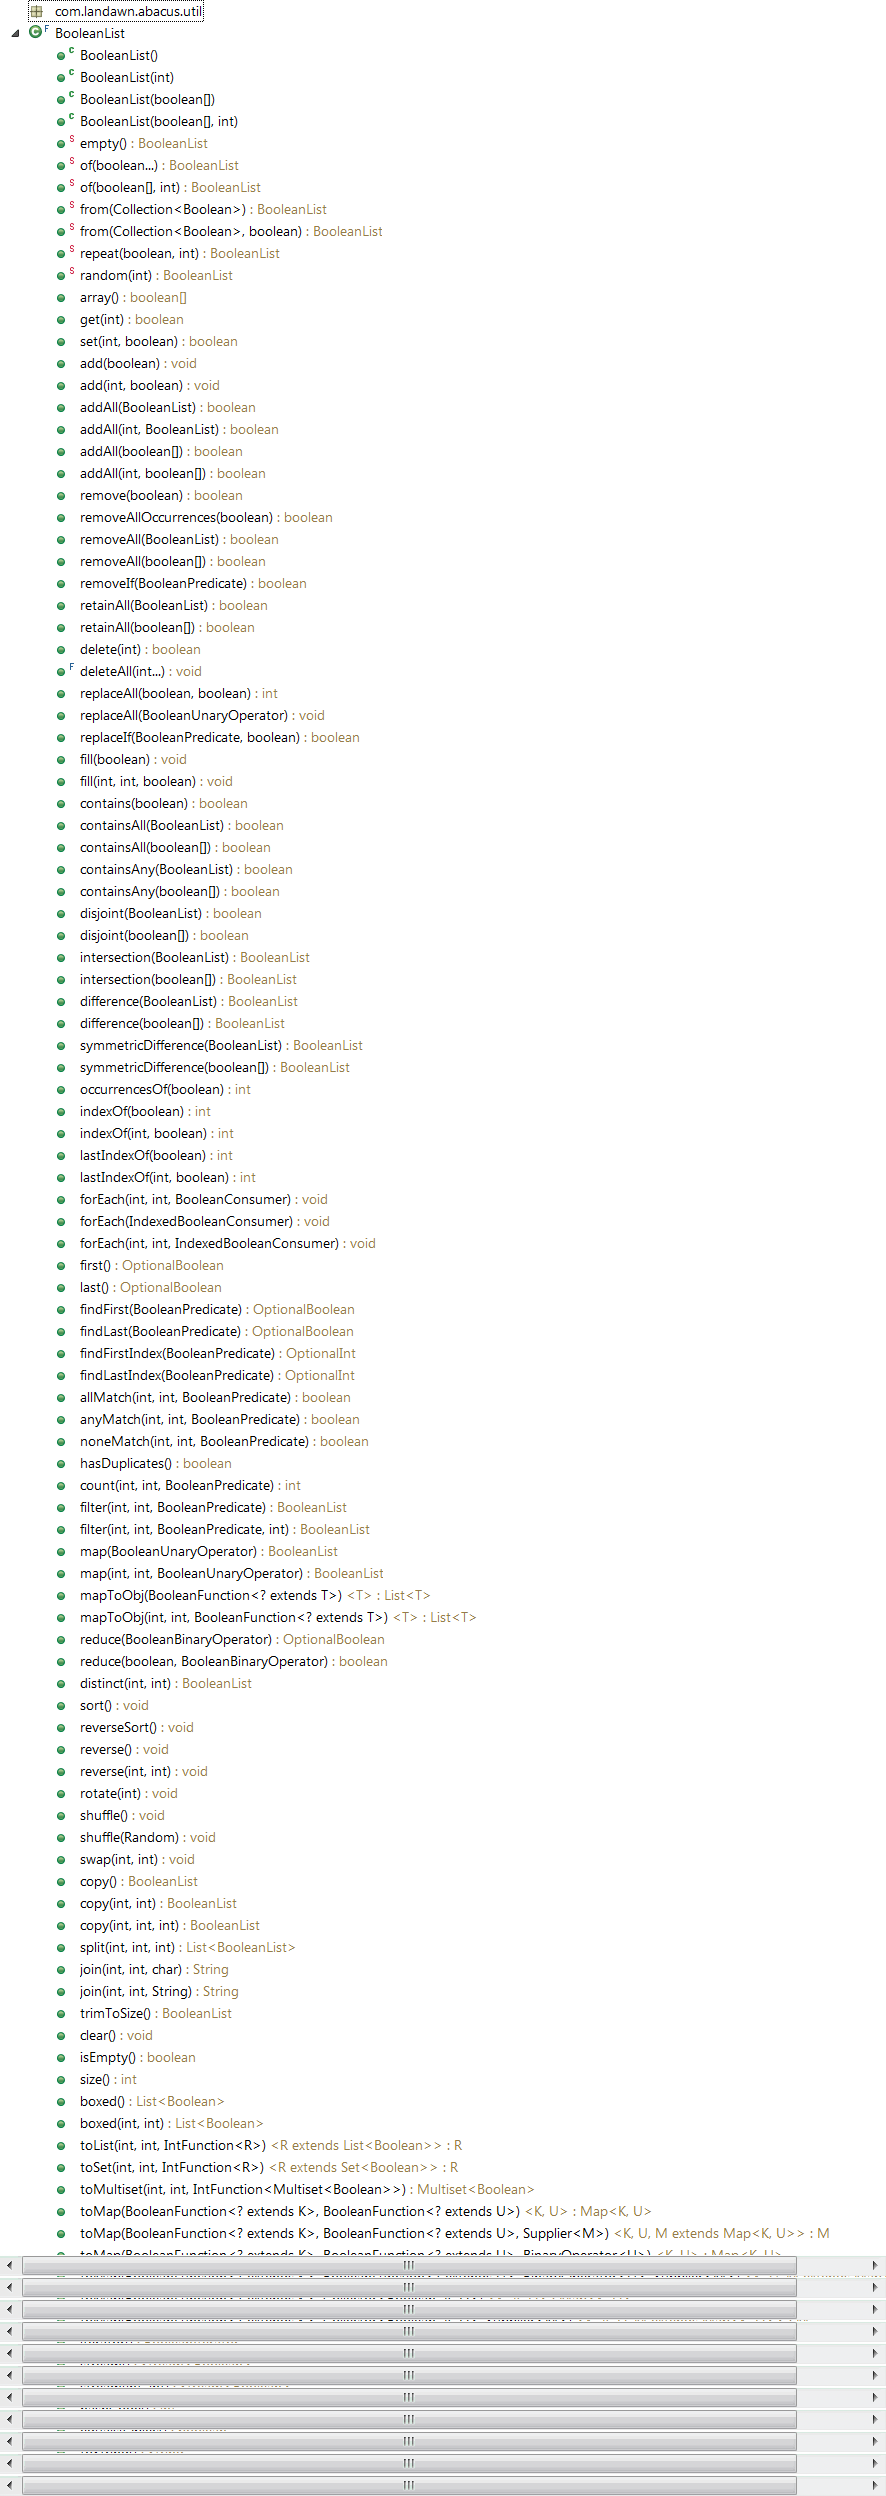 com.landawn.abacus.util
BooleanList
BooleanList()
BooleanList(int)
BooleanList(boolean[])
BooleanList(boolean[], int)
empty() : BooleanList
of(boolean...) : BooleanList
of(boolean[], int) : BooleanList
from(Collection<Boolean>) : BooleanList
from(Collection<Boolean>, boolean) : BooleanList
repeat(boolean, int) : BooleanList
random(int) : BooleanList
array() : boolean[]
get(int) : boolean
set(int, boolean) : boolean
add(boolean) : void
add(int, boolean) : void
addAll(BooleanList) : boolean
addAll(int, BooleanList) : boolean
addAll(boolean[]) : boolean
addAll(int, boolean[]) : boolean
remove(boolean) : boolean
removeAllOccurrences(boolean) : boolean
removeAll(BooleanList) : boolean
removeAll(boolean[]) : boolean
removeIf(BooleanPredicate) : boolean
retainAll(BooleanList) : boolean
retainAll(boolean[]) : boolean
delete(int) : boolean
deleteAll(int...) : void
replaceAll(boolean, boolean) : int
replaceAll(BooleanUnaryOperator) : void
replaceIf(BooleanPredicate, boolean) : boolean
fill(boolean) : void
fill(int, int, boolean) : void
contains(boolean) : boolean
containsAll(BooleanList) : boolean
containsAll(boolean[]) : boolean
containsAny(BooleanList) : boolean
containsAny(boolean[]) : boolean
disjoint(BooleanList) : boolean
disjoint(boolean[]) : boolean
intersection(BooleanList) : BooleanList
intersection(boolean[]) : BooleanList
difference(BooleanList) : BooleanList
difference(boolean[]) : BooleanList
symmetricDifference(BooleanList) : BooleanList
symmetricDifference(boolean[]) : BooleanList
occurrencesOf(boolean) : int
indexOf(boolean) : int
indexOf(int, boolean) : int
lastIndexOf(boolean) : int
lastIndexOf(int, boolean) : int
forEach(int, int, BooleanConsumer) : void
forEach(IndexedBooleanConsumer) : void
forEach(int, int, IndexedBooleanConsumer) : void
first() : OptionalBoolean
last() : OptionalBoolean
findFirst(BooleanPredicate) : OptionalBoolean
findLast(BooleanPredicate) : OptionalBoolean
findFirstIndex(BooleanPredicate) : OptionalInt
findLastIndex(BooleanPredicate) : OptionalInt
allMatch(int, int, BooleanPredicate) : boolean
anyMatch(int, int, BooleanPredicate) : boolean
noneMatch(int, int, BooleanPredicate) : boolean
hasDuplicates() : boolean
count(int, int, BooleanPredicate) : int
filter(int, int, BooleanPredicate) : BooleanList
filter(int, int, BooleanPredicate, int) : BooleanList
map(BooleanUnaryOperator) : BooleanList
map(int, int, BooleanUnaryOperator) : BooleanList
mapToObj(BooleanFunction<? extends T>) <T> : List<T>
mapToObj(int, int, BooleanFunction<? extends T>) <T> : List<T>
reduce(BooleanBinaryOperator) : OptionalBoolean
reduce(boolean, BooleanBinaryOperator) : boolean
distinct(int, int) : BooleanList
sort() : void
reverseSort() : void
reverse() : void
reverse(int, int) : void
rotate(int) : void
shuffle() : void
shuffle(Random) : void
swap(int, int) : void
copy() : BooleanList
copy(int, int) : BooleanList
copy(int, int, int) : BooleanList
split(int, int, int) : List<BooleanList>
join(int, int, char) : String
join(int, int, String) : String
trimToSize() : BooleanList
clear() : void
isEmpty() : boolean
size() : int
boxed() : List<Boolean>
boxed(int, int) : List<Boolean>
toList(int, int, IntFunction<R>) <R extends List<Boolean>> : R
toSet(int, int, IntFunction<R>) <R extends Set<Boolean>> : R
toMultiset(int, int, IntFunction<Multiset<Boolean>>) : Multiset<Boolean>
toMap(BooleanFunction<? extends K>, BooleanFunction<? extends U>) <K, U> : Map<K, U>
toMap(BooleanFunction<? extends K>, BooleanFunction<? extends U>, Supplier<M>) <K, U, M extends Map<K, U>> : M
toMap(BooleanFunction<? extends K>, BooleanFunction<? extends U>, BinaryOperator<U>) <K, U> : Map<K, U>